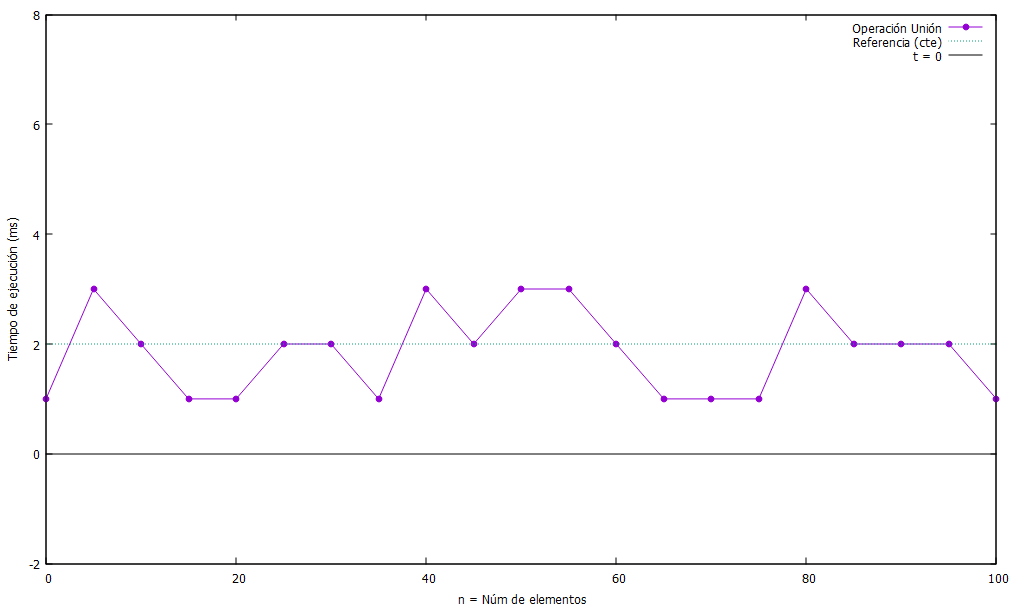 8
6
4
2
0
-2
Tiempo de ejecución (ms)
Operación Unión
Referencia (cte)
t = 0
0 20 40 60 80 100
n = Núm de elementos